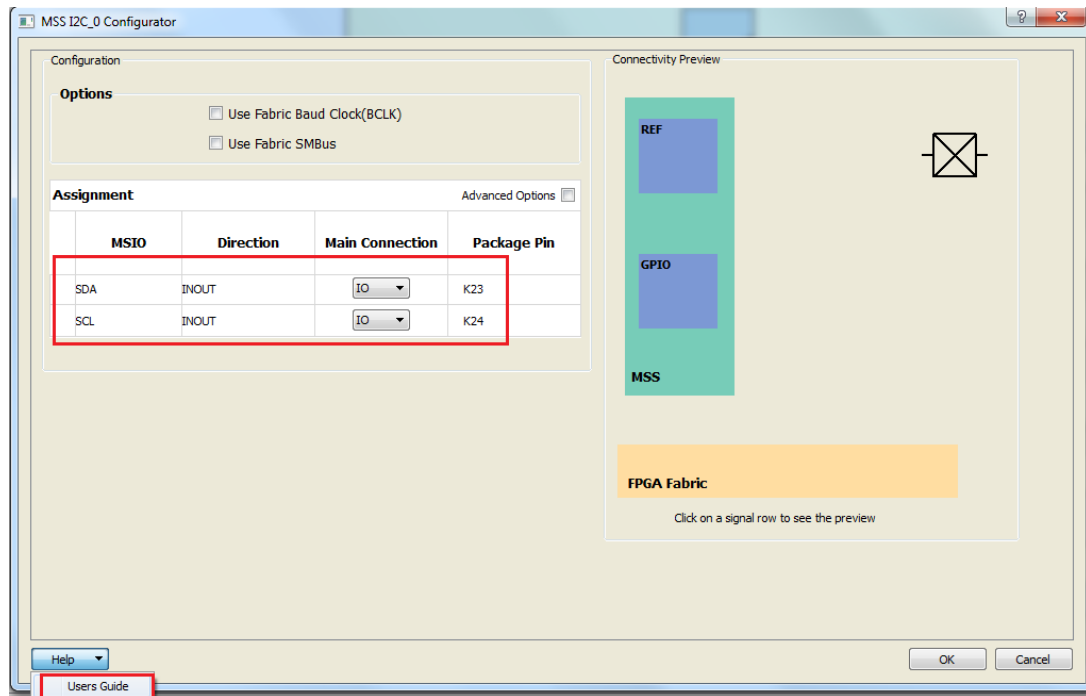 MSS I2C_0 Configurator
?
Configuration
Options
Use Fabric Baud Clock(BCLK)
Use Fabric SMBus
Assignment Advanced Options
MSIO Direction Main Connection Package Pin
SDA INOUT IO K23
SCL INOUT IO K24
Connectivity Preview
REF
GPIO
MSS
FPGA Fabric
Click on a signal row to see the preview
Help OK Cancel
Users Guide